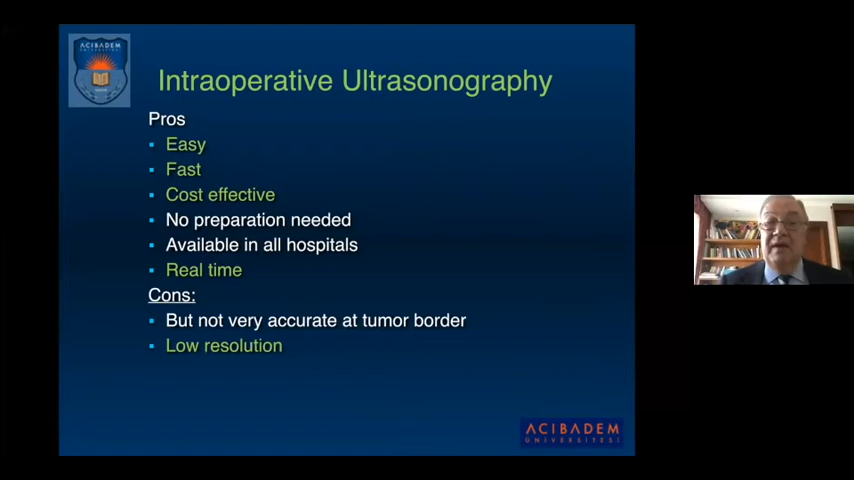 ACIBADEM
Intraoperative Ultrasonography
Pros
Easy
Fast
Cost effective
No preparation needed
Available in all hospitals
Real time
Cons:
But not very accurate at tumor border
Low resolution
ACIBADEM
ÜNİVERSİTESİ